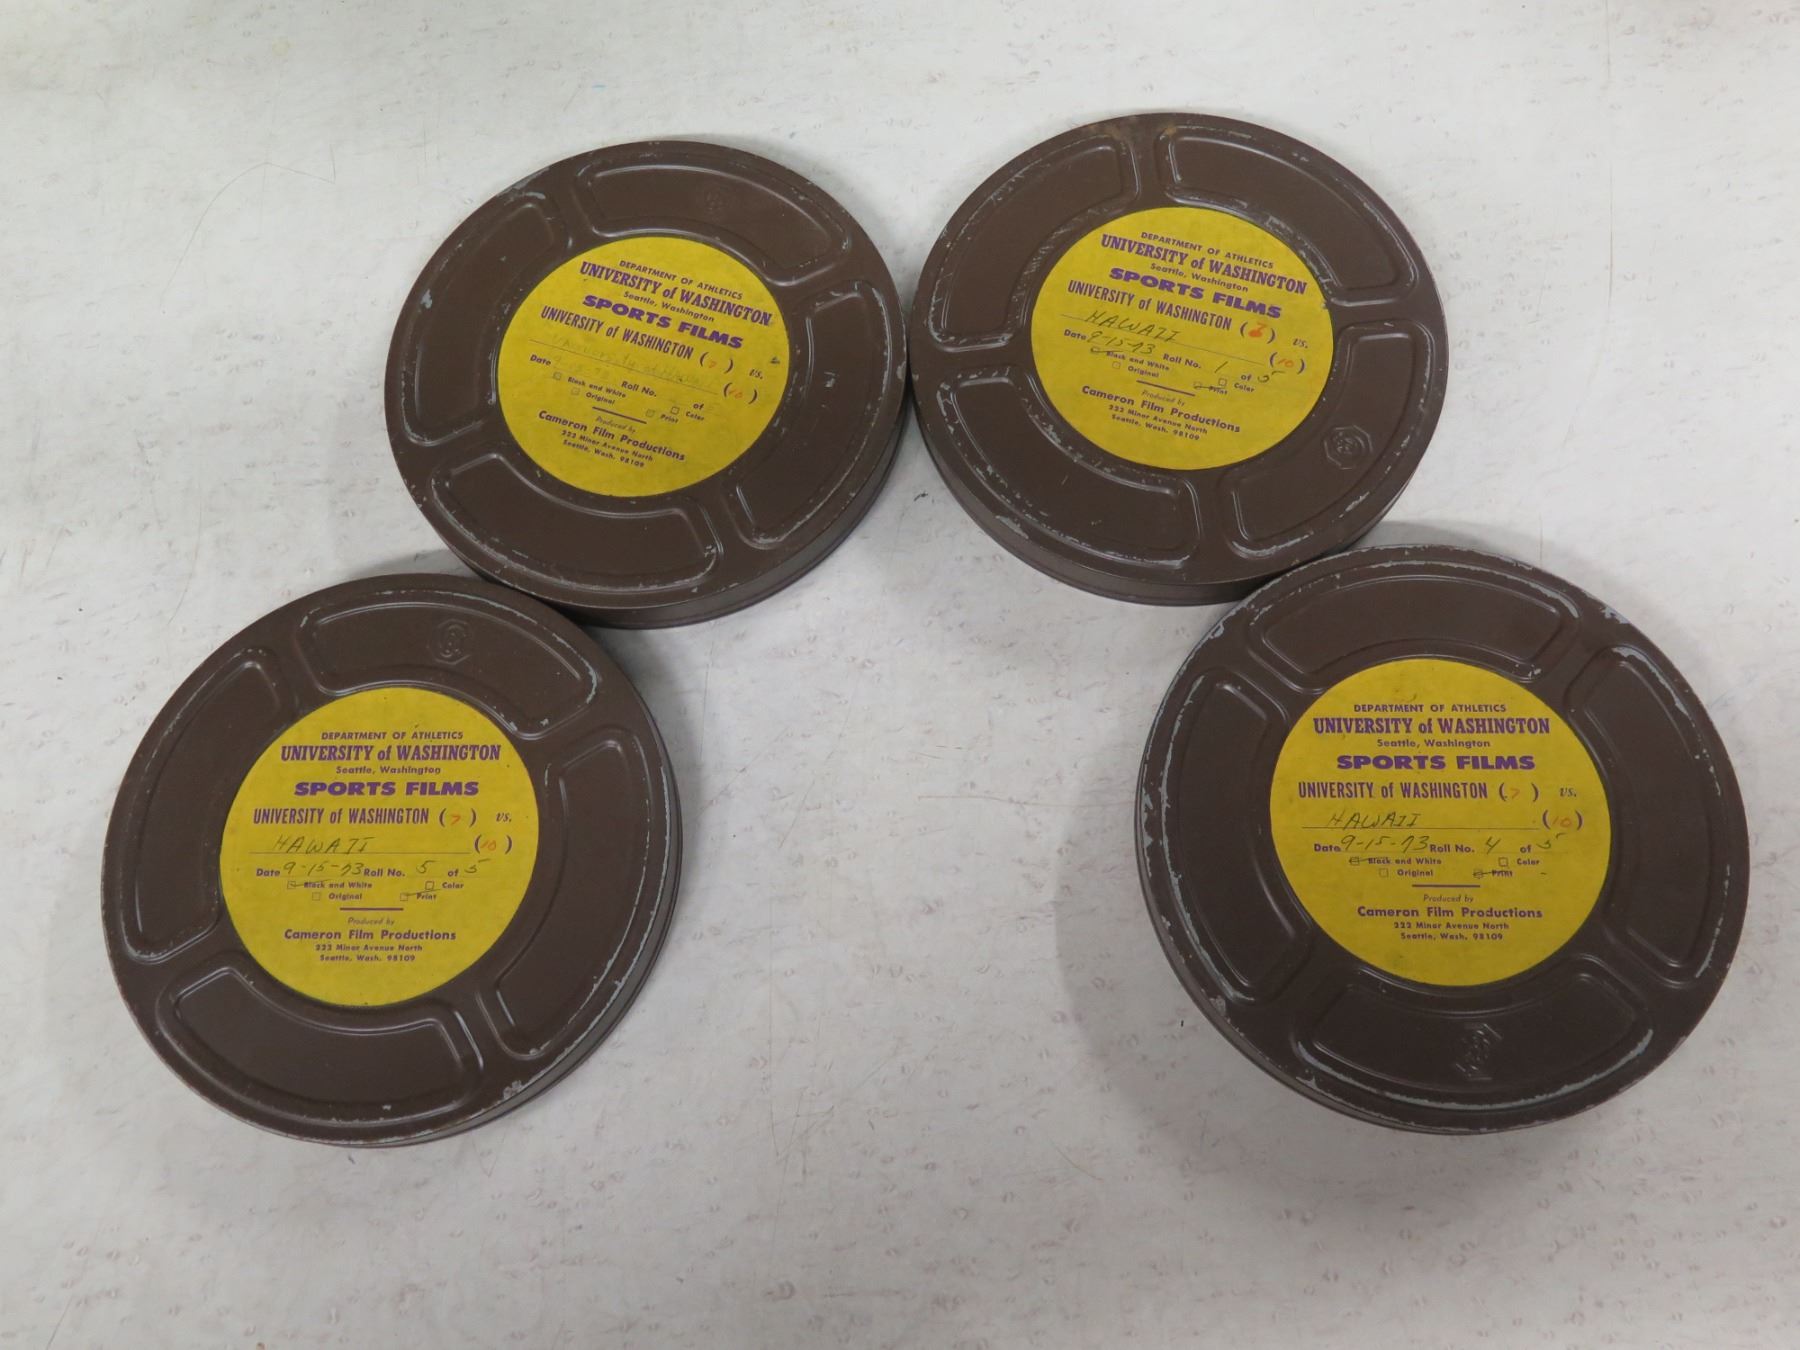 DEPARTMENT OF ATHLETICS
UNIVERSITY of WASHINGTON
Seattle, Washington
SPORTS FILMS
UNIVERSITY of WASHINGTON (7) vs.
University of Hawaii (10)
Date 9 Roll No. of
Black and White Color
Original Print
Produced by
Cameron Film Productions
222 Minor Avenue North
Seattle, Wash. 98109
DEPARTMENT OF ATHLETICS
UNIVERSITY of WASHINGTON
Seattle, Washington
SPORTS FILMS
UNIVERSITY of WASHINGTON (7) vs.
HAWAII (10)
Date 9-15-73 Roll No. 1 of 5
Black and White Color
Original Print
Produced by
Cameron Film Productions
222 Minor Avenue North
Seattle, Wash. 98109
DEPARTMENT OF ATHLETICS
UNIVERSITY of WASHINGTON
Seattle, Washington
SPORTS FILMS
UNIVERSITY of WASHINGTON (7) vs.
HAWAII (10)
Date 9-15-73 Roll No. 5 of 5
Black and White Color
Original Print
Produced by
Cameron Film Productions
222 Minor Avenue North
Seattle, Wash. 98109
DEPARTMENT OF ATHLETICS
UNIVERSITY of WASHINGTON
Seattle, Washington
SPORTS FILMS
UNIVERSITY of WASHINGTON (7) vs.
HAWAII (10)
Date 9-15-73 Roll No. 4 of 5
Black and White Color
Original Print
Produced by
Cameron Film Productions
222 Minor Avenue North
Seattle, Wash. 98109